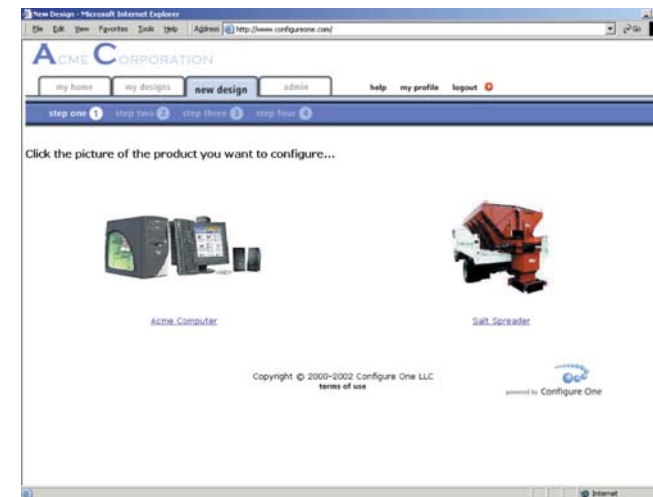 New Design - Microsoft Internet Explorer
File Edit View Favorites Tools Help Address http://www.configureone.com/ Go
ACME CORPORATION
my home my designs new design admin help my profile logout
step one 1 step two 2 step three 3 step four 4
Click the picture of the product you want to configure...
Acme Computer Salt Spreader
Copyright © 2000-2002 Configure One LLC
terms of use
powered by Configure One
Internet